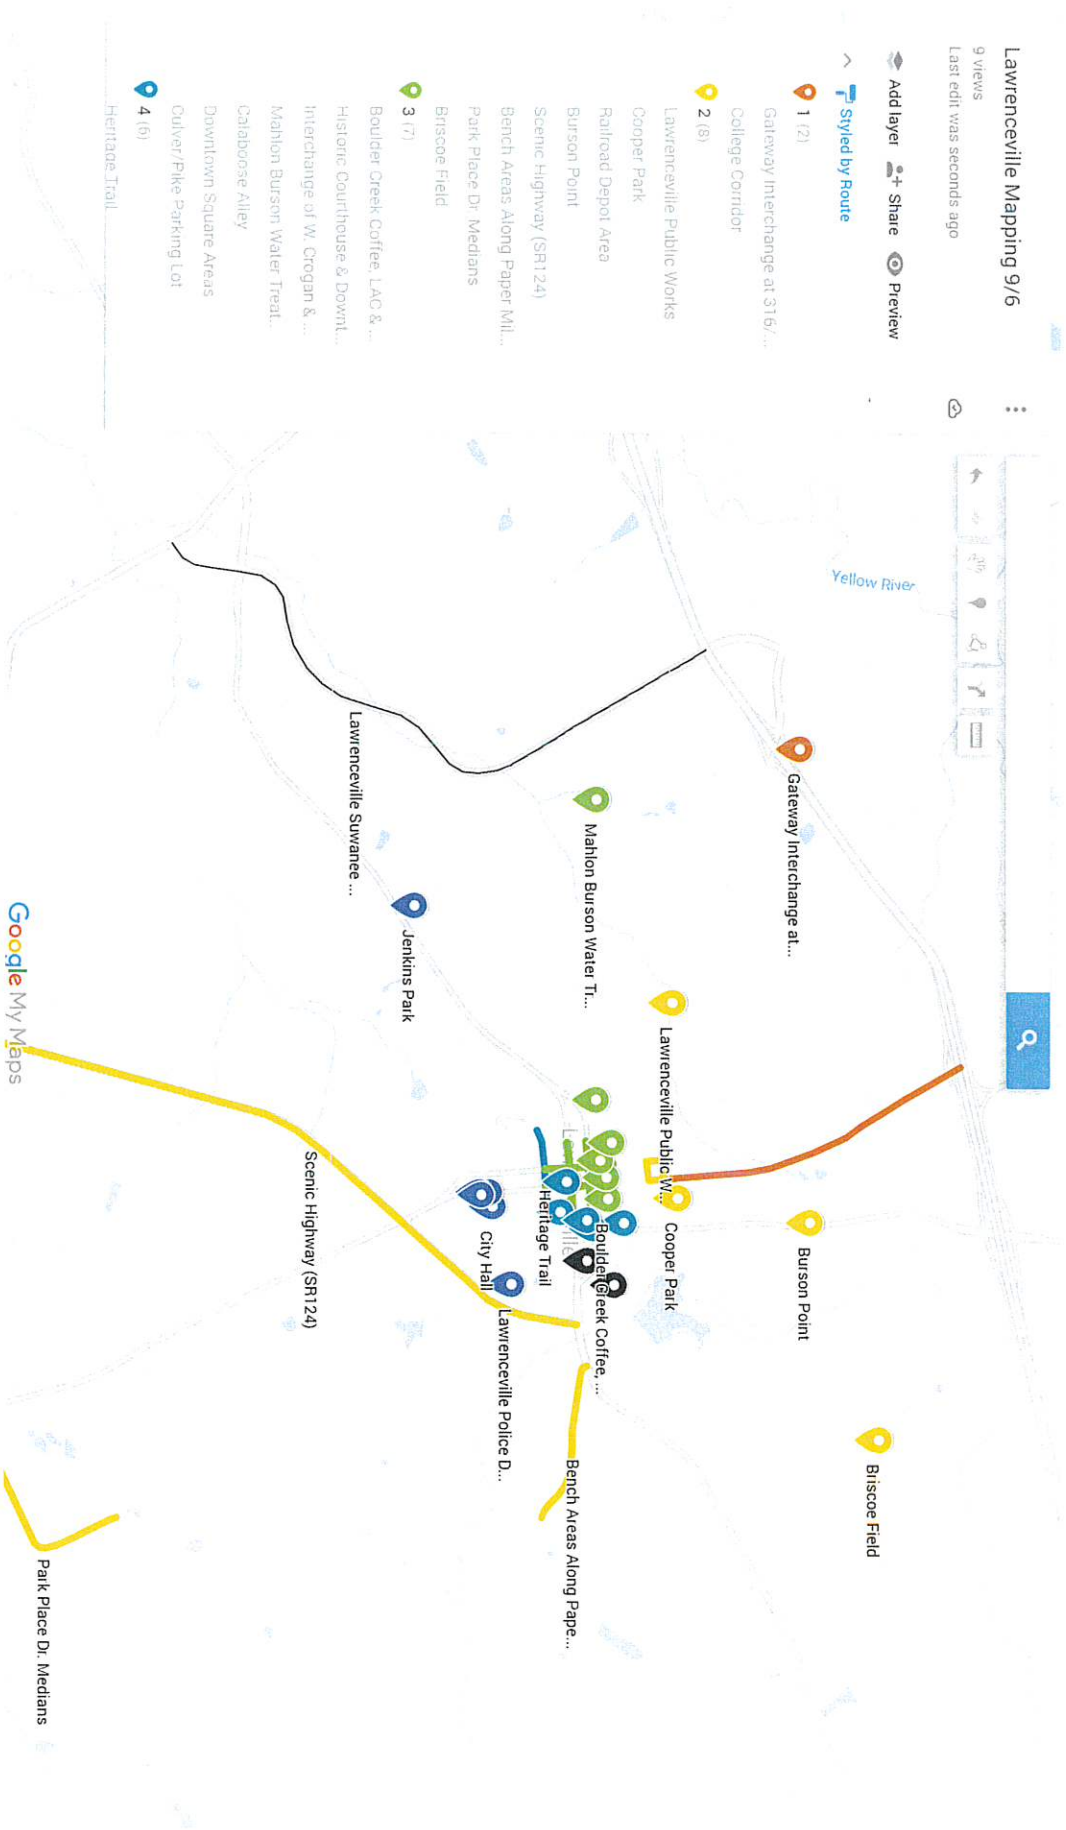 Lawrenceville Mapping 9/6
9 views
Last edit was seconds ago
Add layer Share Preview
Styled by Route
1 (2)
Gateway Interchange at 316/...
College Corridor
2 (8)
Lawrenceville Public Works
Cooper Park
Railroad Depot Area
Burson Point
Scenic Highway (SR124)
Bench Areas Along Paper Mil...
Park Place Dr Medians
Briscoe Field
3 (7)
Boulder Creek Coffee, LAC & ...
Historic Courthouse & Downt...
Interchange of W. Crogan & ...
Mahlon Burson Water Treat...
Calaboose Alley
Downtown Square Areas
Culver/Pike Parking Lot
4 (6)
Heritage Trail
Yellow River
Gateway Interchange at...
Mahlon Burson Water Tr...
Lawrenceville Suwanee ...
Jenkins Park
Lawrenceville Public W...
Cooper Park
Burson Point
Briscoe Field
Boulder Creek Coffee, ...
Heritage Trail
City Hall
Lawrenceville Police D...
Scenic Highway (SR124)
Bench Areas Along Pape...
Park Place Dr. Medians
Google My Maps